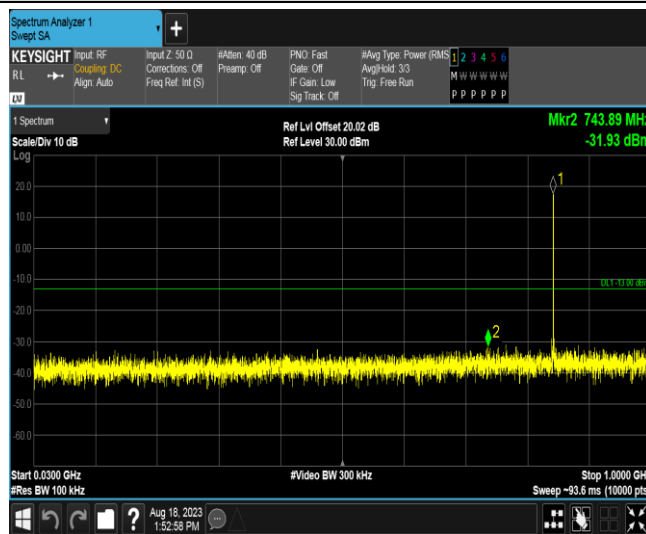 Spectrum Analyzer 1
Swept SA
+
KEYSIGHT
RL
LXI
Input: RF
Coupling: DC
Align: Auto
Input Z: 50 Ω
Corrections: Off
Freq Ref: Int (S)
#Atten: 40 dB
Preamp: Off
PNO: Fast
Gate: Off
IF Gain: Low
Sig Track: Off
#Avg Type: Power (RMS
Avg|Hold: 3/3
Trig: Free Run
1 2 3 4 5 6
M W W W W W
P P P P P P
1 Spectrum
Scale/Div 10 dB
Log
Ref Lvl Offset 20.02 dB
Ref Level 30.00 dBm
Mkr2 743.89 MHz
-31.93 dBm
20.0
10.0
0.00
-10.0
-20.0
-30.0
-40.0
-50.0
-60.0
1
DL1 -13.00 dBm
2
Start 0.0300 GHz
#Res BW 100 kHz
#Video BW 300 kHz
Stop 1.0000 GH
Sweep ~93.6 ms (10000 pts
?
Aug 18, 2023
1:52:58 PM